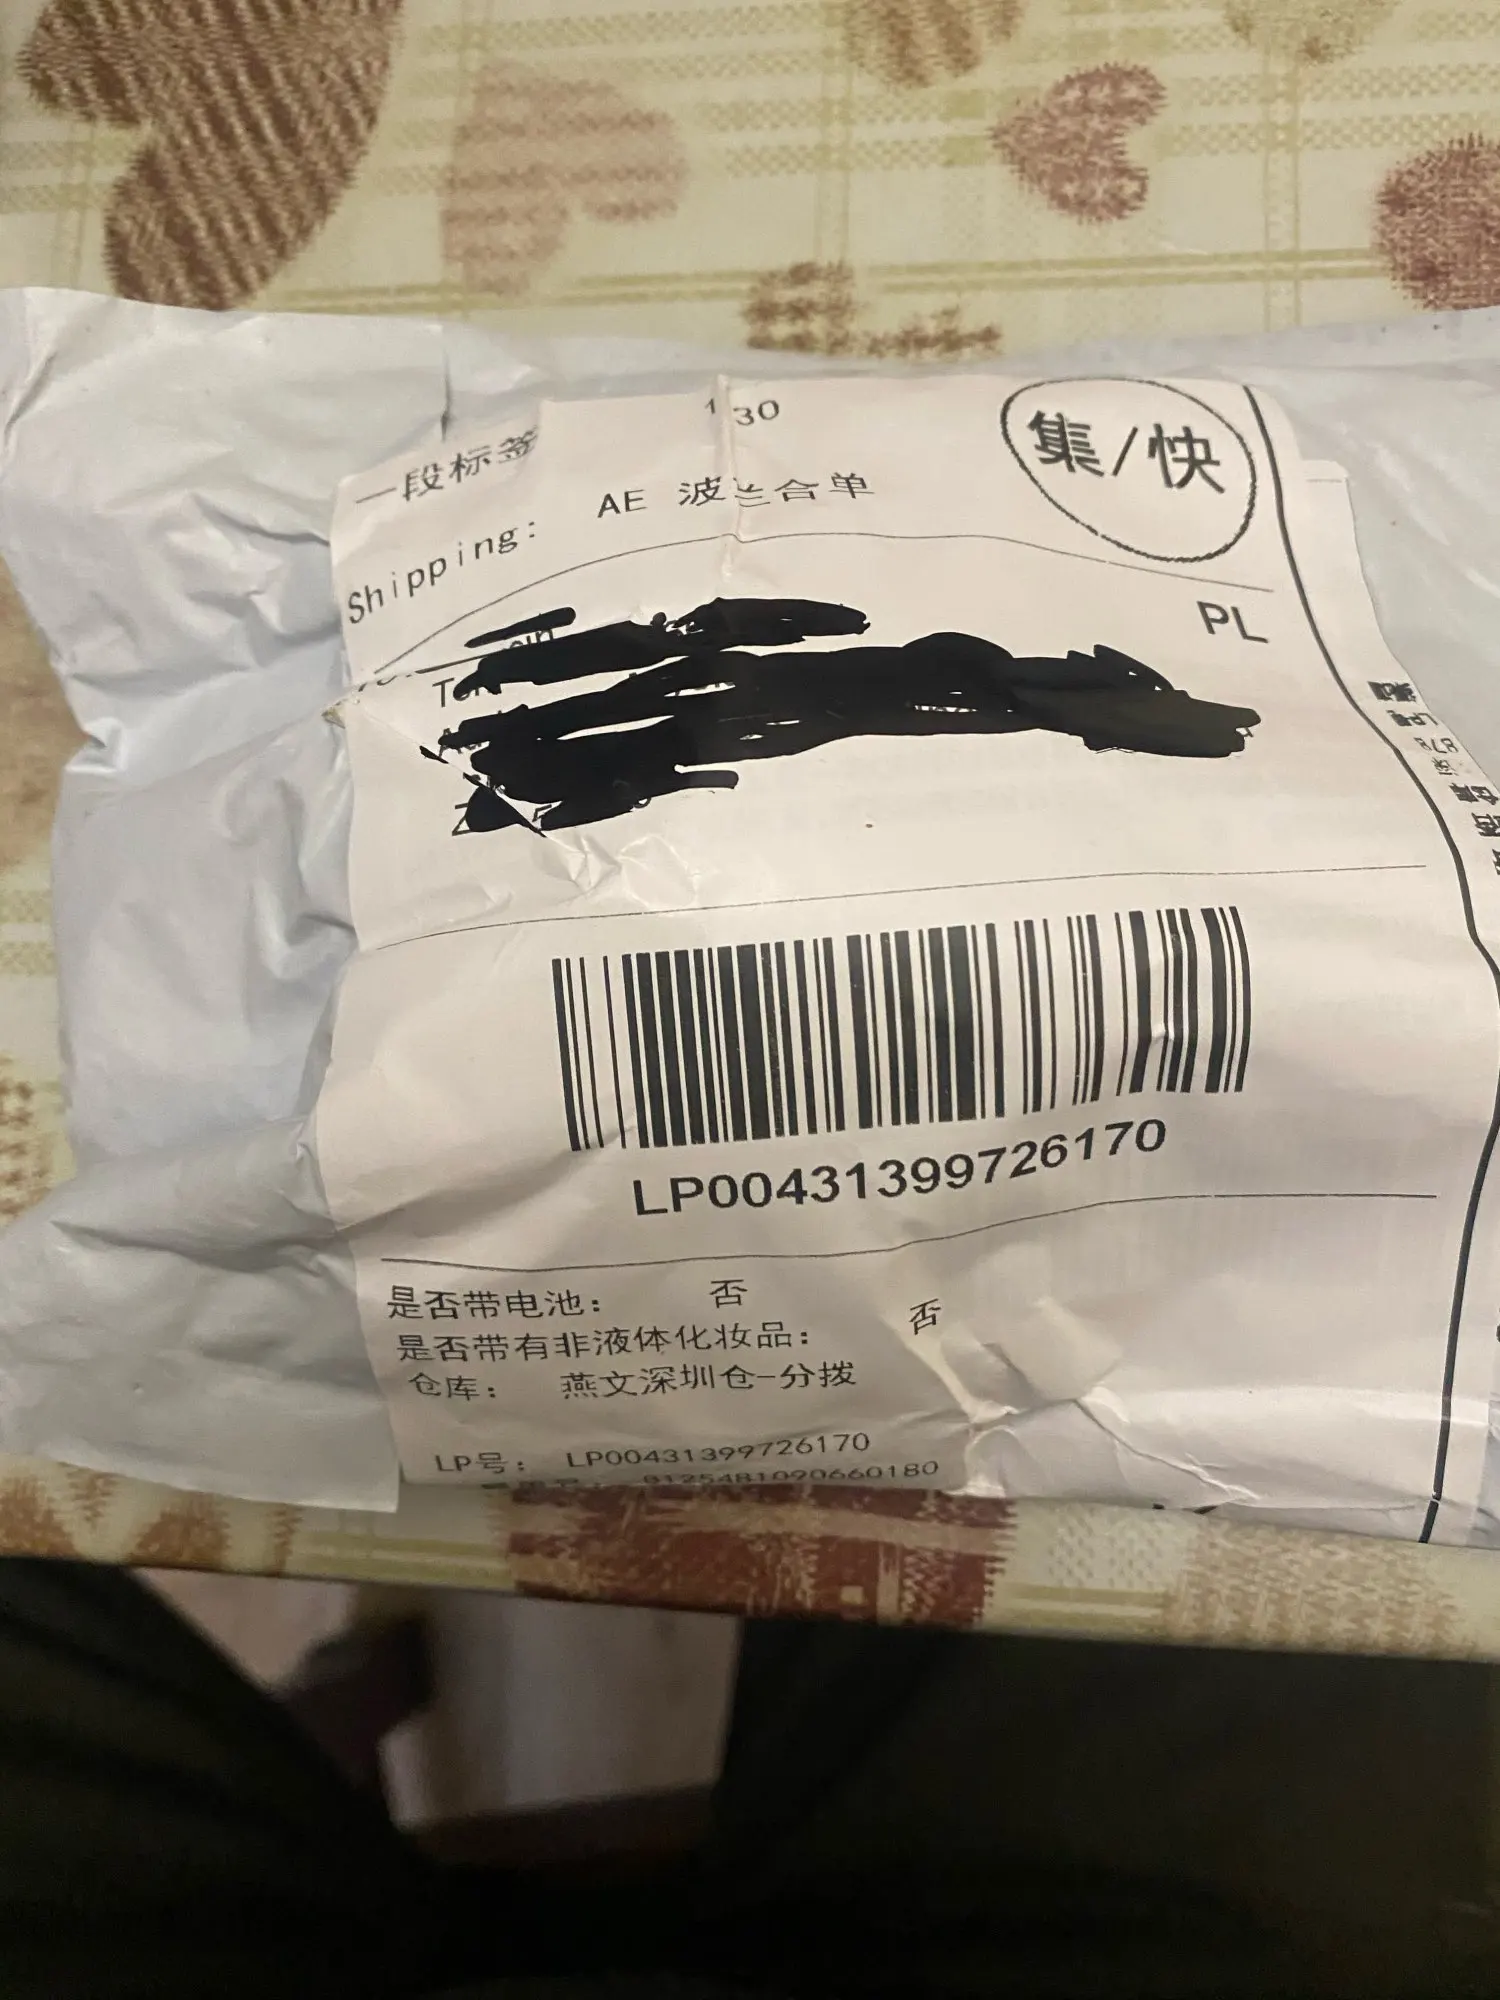 一段标签
130
集/快
Shipping:
AE 波兰合单
PL
LP00431399726170
是否带电池: 否
是否带有非液体化妆品: 否
仓库: 燕文深圳仓-分拨
LP号: LP00431399726170
8125481090660180